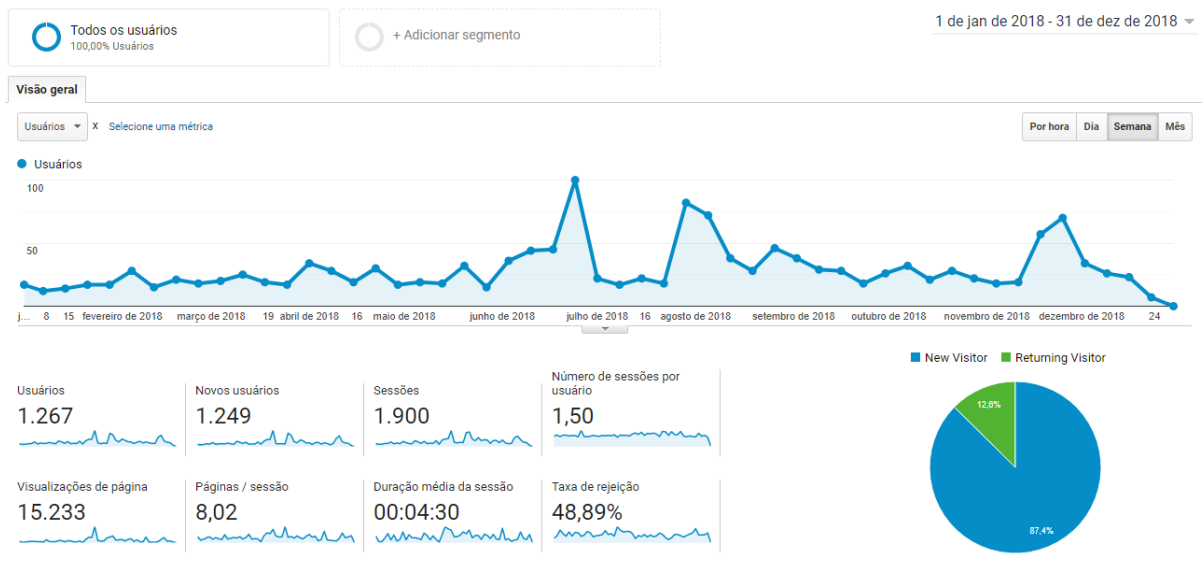 Todos os usuários
100,00% Usuários
+ Adicionar segmento
1 de jan de 2018 - 31 de dez de 2018
Visão geral
Usuários
X
Selecione uma métrica
Por hora Dia Semana Mês
Usuários
100
50
j... 8 15 fevereiro de 2018 março de 2018 19 abril de 2018 16 maio de 2018 junho de 2018 julho de 2018 16 agosto de 2018 setembro de 2018 outubro de 2018 novembro de 2018 dezembro de 2018 24
New Visitor Returning Visitor
Usuários
1.267
Novos usuários
1.249
Sessões
1.900
Número de sessões por
usuário
1,50
Visualizações de página
15.233
Páginas / sessão
8,02
Duração média da sessão
00:04:30
Taxa de rejeição
48,89%
12,6%
87,4%